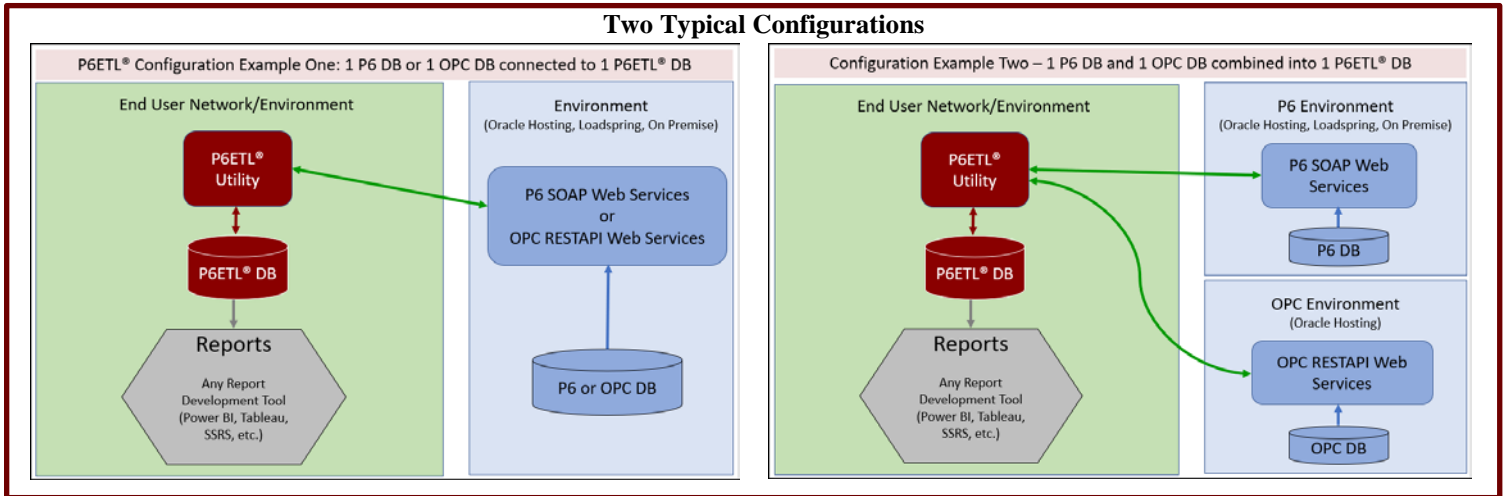 Two Typical Configurations
P6ETL® Configuration Example One: 1 P6 DB or 1 OPC DB connected to 1 P6ETL® DB
End User Network/Environment
P6ETL®
Utility
P6ETL® DB
Reports
Any Report
Development Tool
(Power BI, Tableau,
SSRS, etc.)
Environment
(Oracle Hosting, Loadspring, On Premise)
P6 SOAP Web Services
or
OPC RESTAPI Web Services
P6 or OPC DB
Configuration Example Two – 1 P6 DB and 1 OPC DB combined into 1 P6ETL® DB
End User Network/Environment
P6ETL®
Utility
P6ETL® DB
Reports
Any Report
Development Tool
(Power BI, Tableau,
SSRS, etc.)
P6 Environment
(Oracle Hosting, Loadspring, On Premise)
P6 SOAP Web
Services
P6 DB
OPC Environment
(Oracle Hosting)
OPC RESTAPI Web
Services
OPC DB